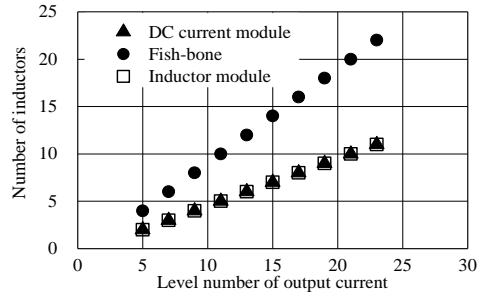 25
20
15
10
5
0
Number of inductors
DC current module
Fish-bone
Inductor module
0 5 10 15 20 25 30
Level number of output current